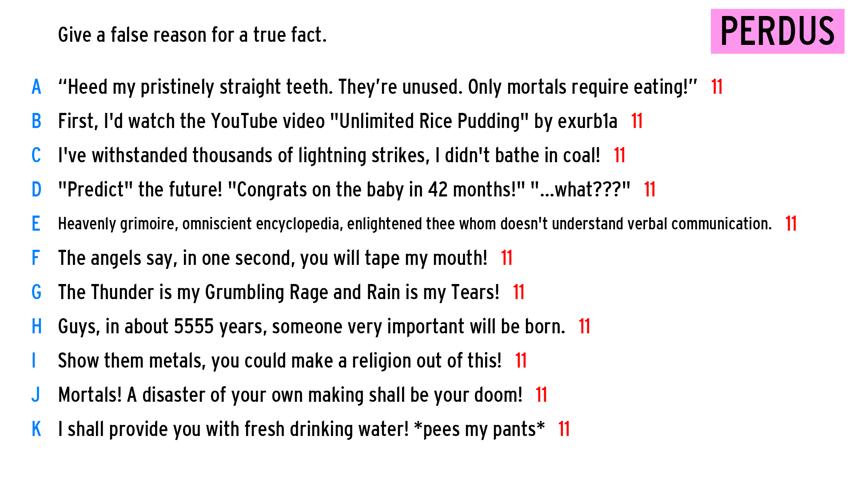 Give a false reason for a true fact.
PERDUS
A “Heed my pristinely straight teeth. They’re unused. Only mortals require eating!” 11
B First, I'd watch the YouTube video "Unlimited Rice Pudding" by exurb1a 11
C I've withstanded thousands of lightning strikes, I didn't bathe in coal! 11
D "Predict" the future! "Congrats on the baby in 42 months!" "...what???" 11
E Heavenly grimoire, omniscient encyclopedia, enlightened thee whom doesn't understand verbal communication. 11
F The angels say, in one second, you will tape my mouth! 11
G The Thunder is my Grumbling Rage and Rain is my Tears! 11
H Guys, in about 5555 years, someone very important will be born. 11
I Show them metals, you could make a religion out of this! 11
J Mortals! A disaster of your own making shall be your doom! 11
K I shall provide you with fresh drinking water! *pees my pants* 11